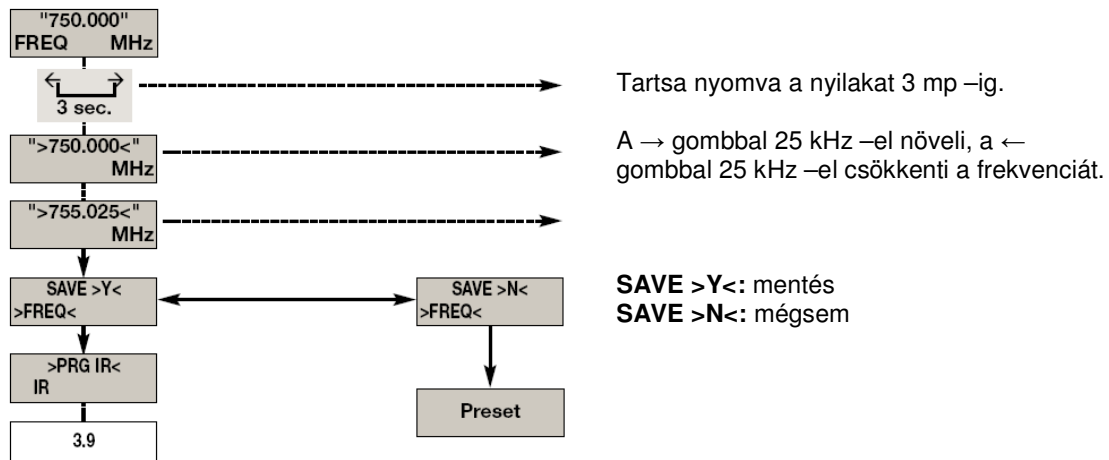 "750.000"
FREQ MHz
← →
3 sec.
Tartsa nyomva a nyilakat 3 mp –ig.
">750.000<"
MHz
A → gombbal 25 kHz –el növeli, a ←
gombbal 25 kHz –el csökkenti a frekvenciát.
">755.025<"
MHz
SAVE >Y<
>FREQ<
SAVE >N<
>FREQ<
SAVE >Y<: mentés
SAVE >N<: mégsem
>PRG IR<
IR
Preset
3.9